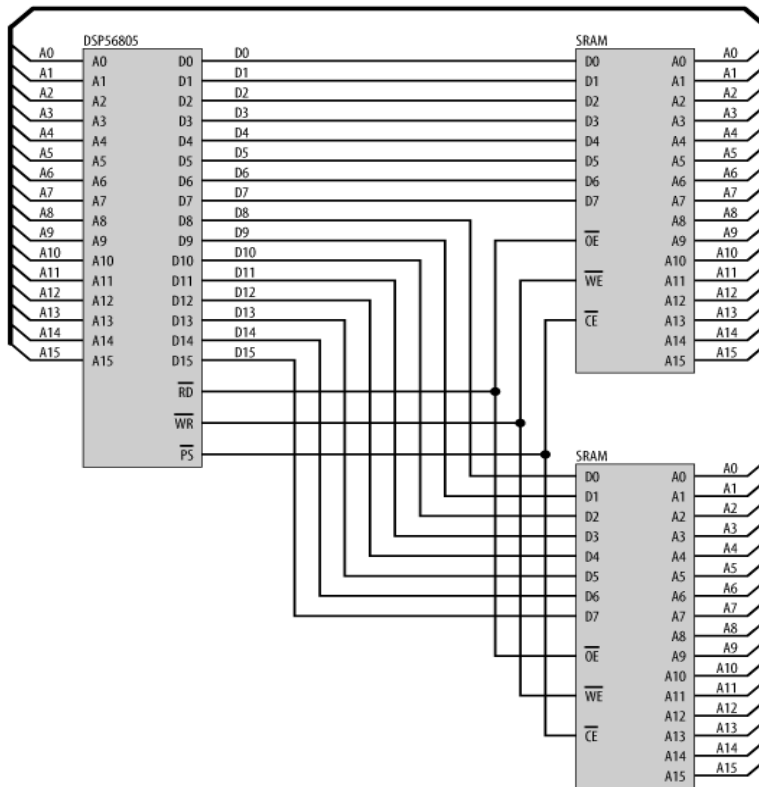 DSP56805 SRAM
A0 A0 D0 D0 D0 A0 A0
A1 A1 D1 D1 D1 A1 A1
A2 A2 D2 D2 D2 A2 A2
A3 A3 D3 D3 D3 A3 A3
A4 A4 D4 D4 D4 A4 A4
A5 A5 D5 D5 D5 A5 A5
A6 A6 D6 D6 D6 A6 A6
A7 A7 D7 D7 D7 A7 A7
A8 A8 D8 D8 A8 A8
A9 A9 D9 D9 OE A9 A9
A10 A10 D10 D10 A10 A10
A11 A11 D11 D11 WE A11 A11
A12 A12 D12 D12 A12 A12
A13 A13 D13 D13 CE A13 A13
A14 A14 D14 D14 A14 A14
A15 A15 D15 D15 A15 A15
RD
WR
PS
SRAM
D0 A0 A0
D1 A1 A1
D2 A2 A2
D3 A3 A3
D4 A4 A4
D5 A5 A5
D6 A6 A6
D7 A7 A7
A8 A8
OE A9 A9
A10 A10
WE A11 A11
A12 A12
CE A13 A13
A14 A14
A15 A15